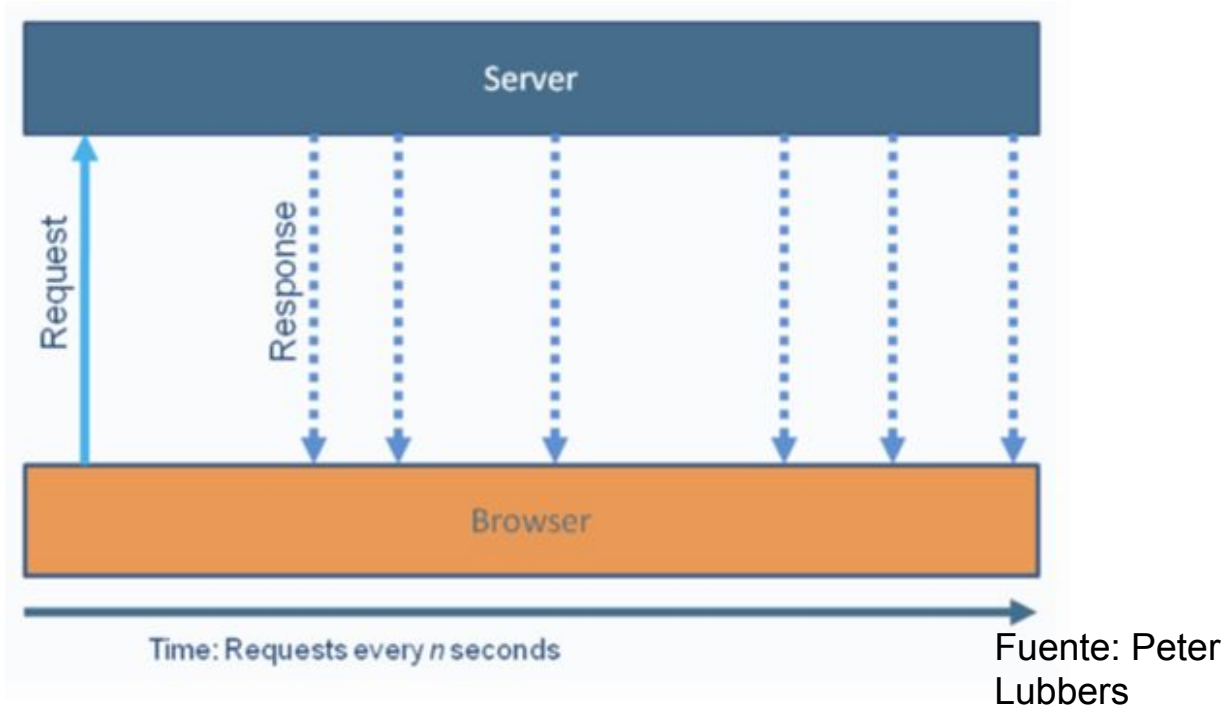 Server
Request
Response
Browser
Time: Requests every n seconds
Fuente: Peter
Lubbers